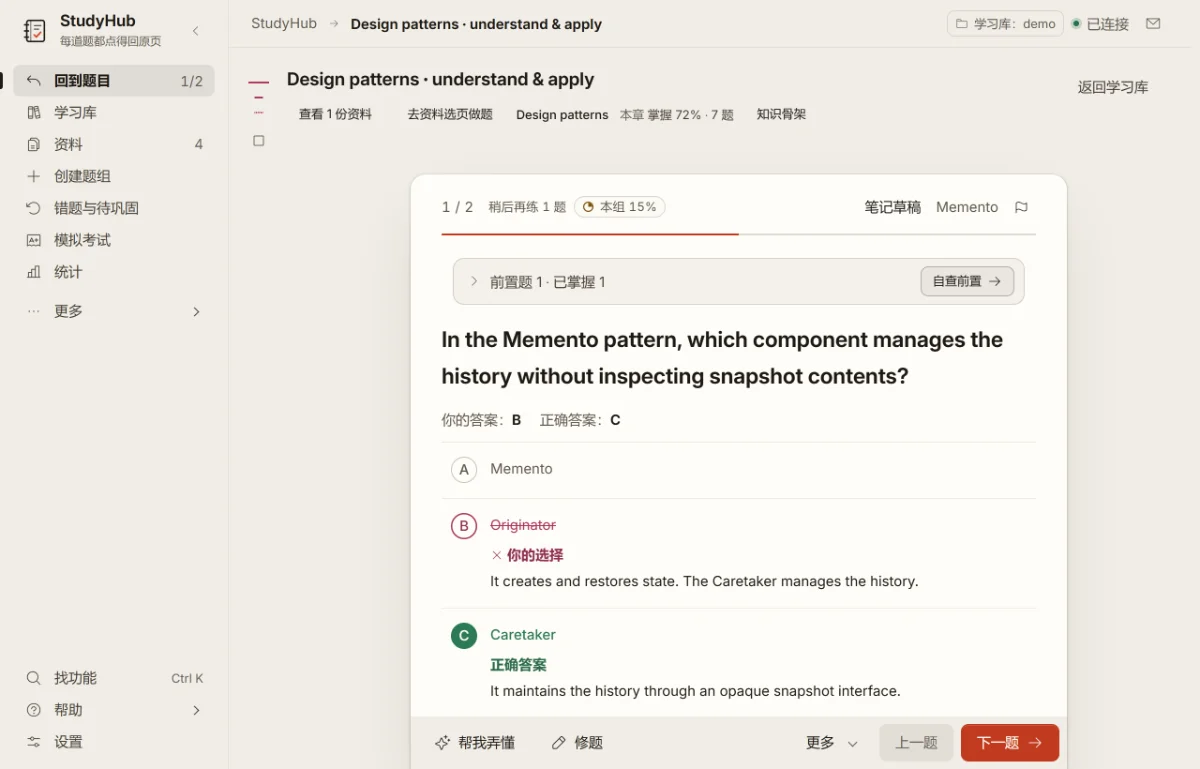 StudyHub
每道题都点得回原页
回到题目 1/2
学习库
资料 4
创建题组
错题与待巩固
模拟考试
统计
更多
找功能 Ctrl K
帮助
设置
StudyHub → Design patterns · understand & apply
学习库：demo
已连接
Design patterns · understand & apply
返回学习库
查看 1 份资料 去资料选页做题 Design patterns 本章 掌握 72% · 7 题 知识骨架
1 / 2 稍后再练 1 题 本组 15% 笔记草稿 Memento
前置题 1 · 已掌握 1 自查前置 →
In the Memento pattern, which component manages the
history without inspecting snapshot contents?
你的答案：B 正确答案：C
A Memento
B Originator
× 你的选择
It creates and restores state. The Caretaker manages the history.
C Caretaker
正确答案
It maintains the history through an opaque snapshot interface.
帮我弄懂 修题 更多 上一题 下一题 →